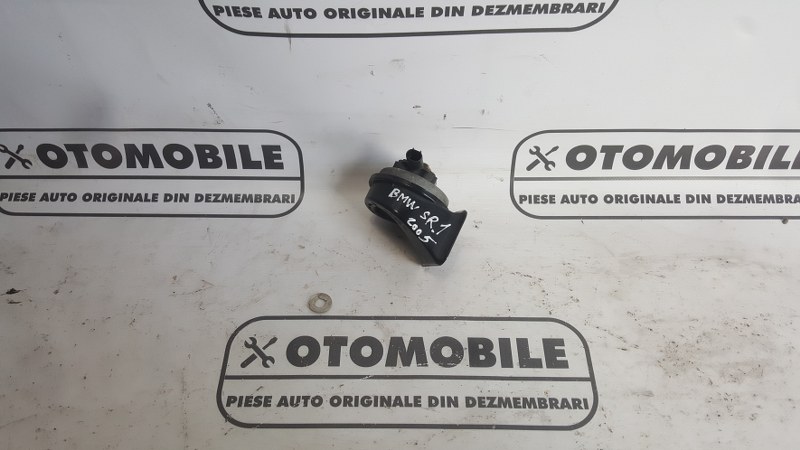 PIESE AUTO ORIGINALE DIN DEZMEMBRARI
OTOMOBILE
PIESE AUTO ORIGINALE DIN DEZMEMBRARI
OTOMOBILE
PIESE AUTO ORIGINALE DIN DEZMEMBRARI
BMW SR.1
2005
OTOMOBILE
PIESE AUTO ORIGINALE DIN DEZMEMBRARI